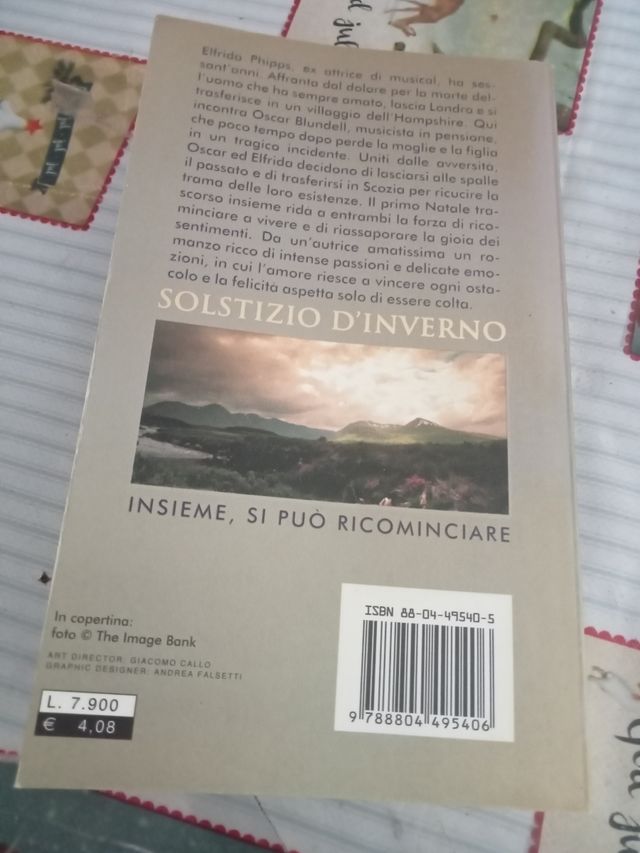 Elfrida Phipps, ex attrice di musical, ha ses-
sant'anni. Affranta dal dolore per la morte del-
l'uomo che ha sempre amato, lascia Londra e si
trasferisce in un villaggio dell'Hampshire. Qui
incontra Oscar Blundell, musicista in pensione,
che poco tempo dopo perde la moglie e la figlia
in un tragico incidente. Uniti dalle avversità,
Oscar ed Elfrida decidono di lasciarsi alle spalle
il passato e di trasferirsi in Scozia per ricucire la
trama delle loro esistenze. Il primo Natale tra-
scorso insieme rida a entrambi la forza di rico-
minciare a vivere e di riassaporare la gioia dei
sentimenti. Da un'autrice amatissima un ro-
manzo ricco di intense passioni e delicate emo-
zioni, in cui l'amore riesce a vincere ogni osta-
colo e la felicità aspetta solo di essere colta.
SOLSTIZIO D'INVERNO
INSIEME, SI PUÒ RICOMINCIARE
In copertina:
foto © The Image Bank
ART DIRECTOR: GIACOMO CALLO
GRAPHIC DESIGNER: ANDREA FALSETTI
L. 7.900
€ 4,08
ISBN 88-04-49540-5
9 788804 495406